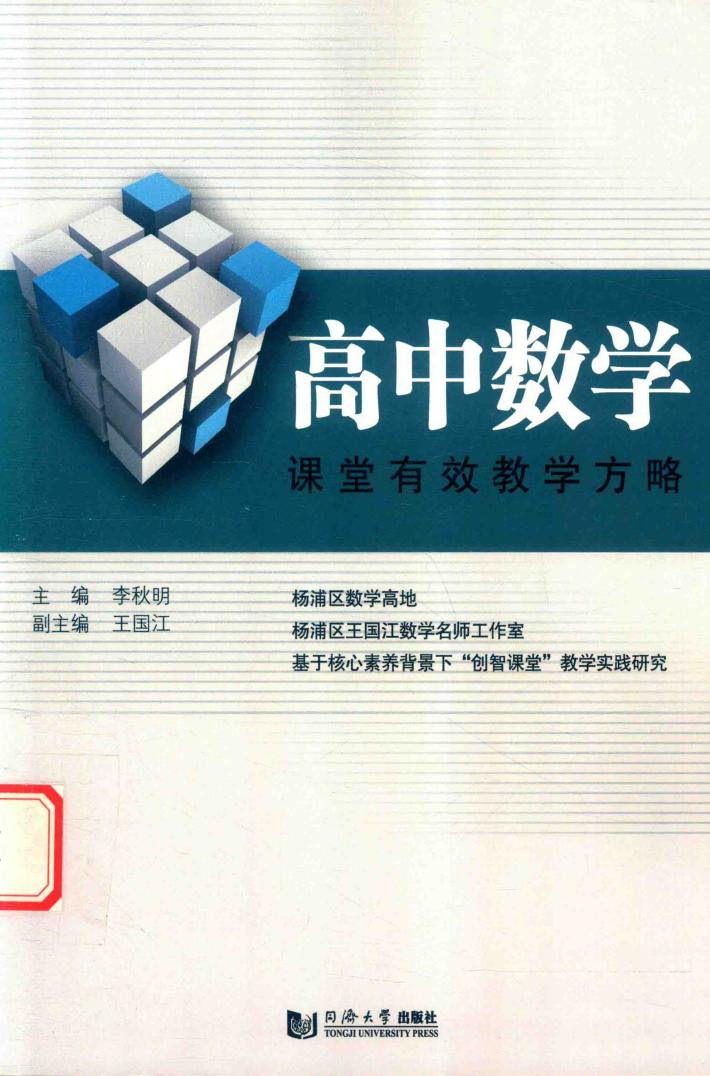 高中数学
课堂有效教学方略
主 编 李秋明
副主编 王国江
杨浦区数学高地
杨浦区王国江数学名师工作室
基于核心素养背景下“创智课堂”教学实践研究
同济大学出版社
TONGJI UNIVERSITY PRESS